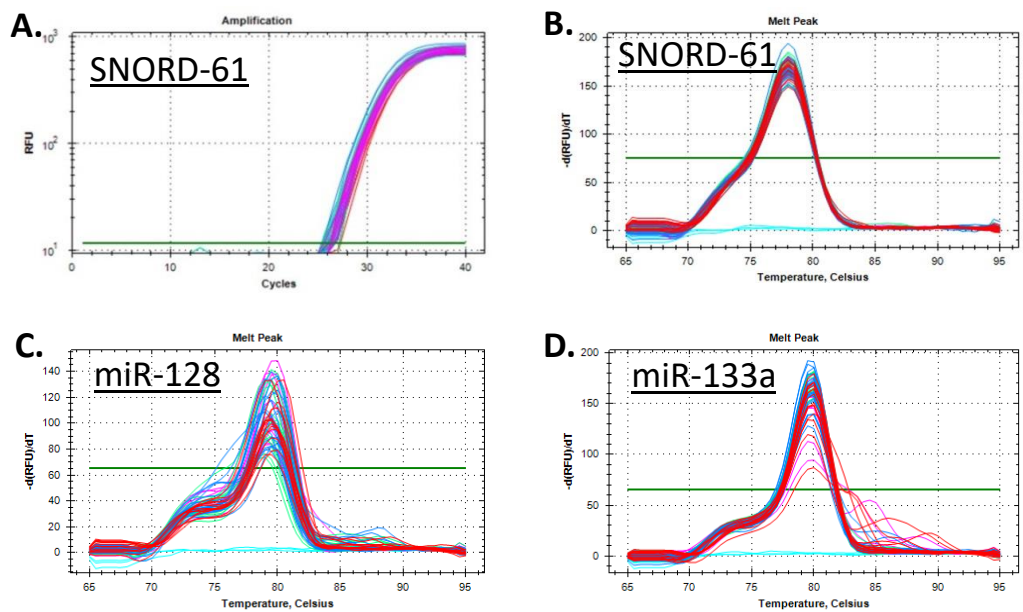 A.
Amplification
SNORD-61
RFU
10³
10²
10¹
0 10 20 30 40
Cycles
B.
Melt Peak
SNORD-61
-d(RFU)/dT
200
150
100
50
0
65 70 75 80 85 90 95
Temperature, Celsius
C.
Melt Peak
miR-128
-d(RFU)/dT
140
120
100
80
60
40
20
0
65 70 75 80 85 90 95
Temperature, Celsius
D.
Melt Peak
miR-133a
-d(RFU)/dT
200
150
100
50
0
65 70 75 80 85 90 95
Temperature, Celsius